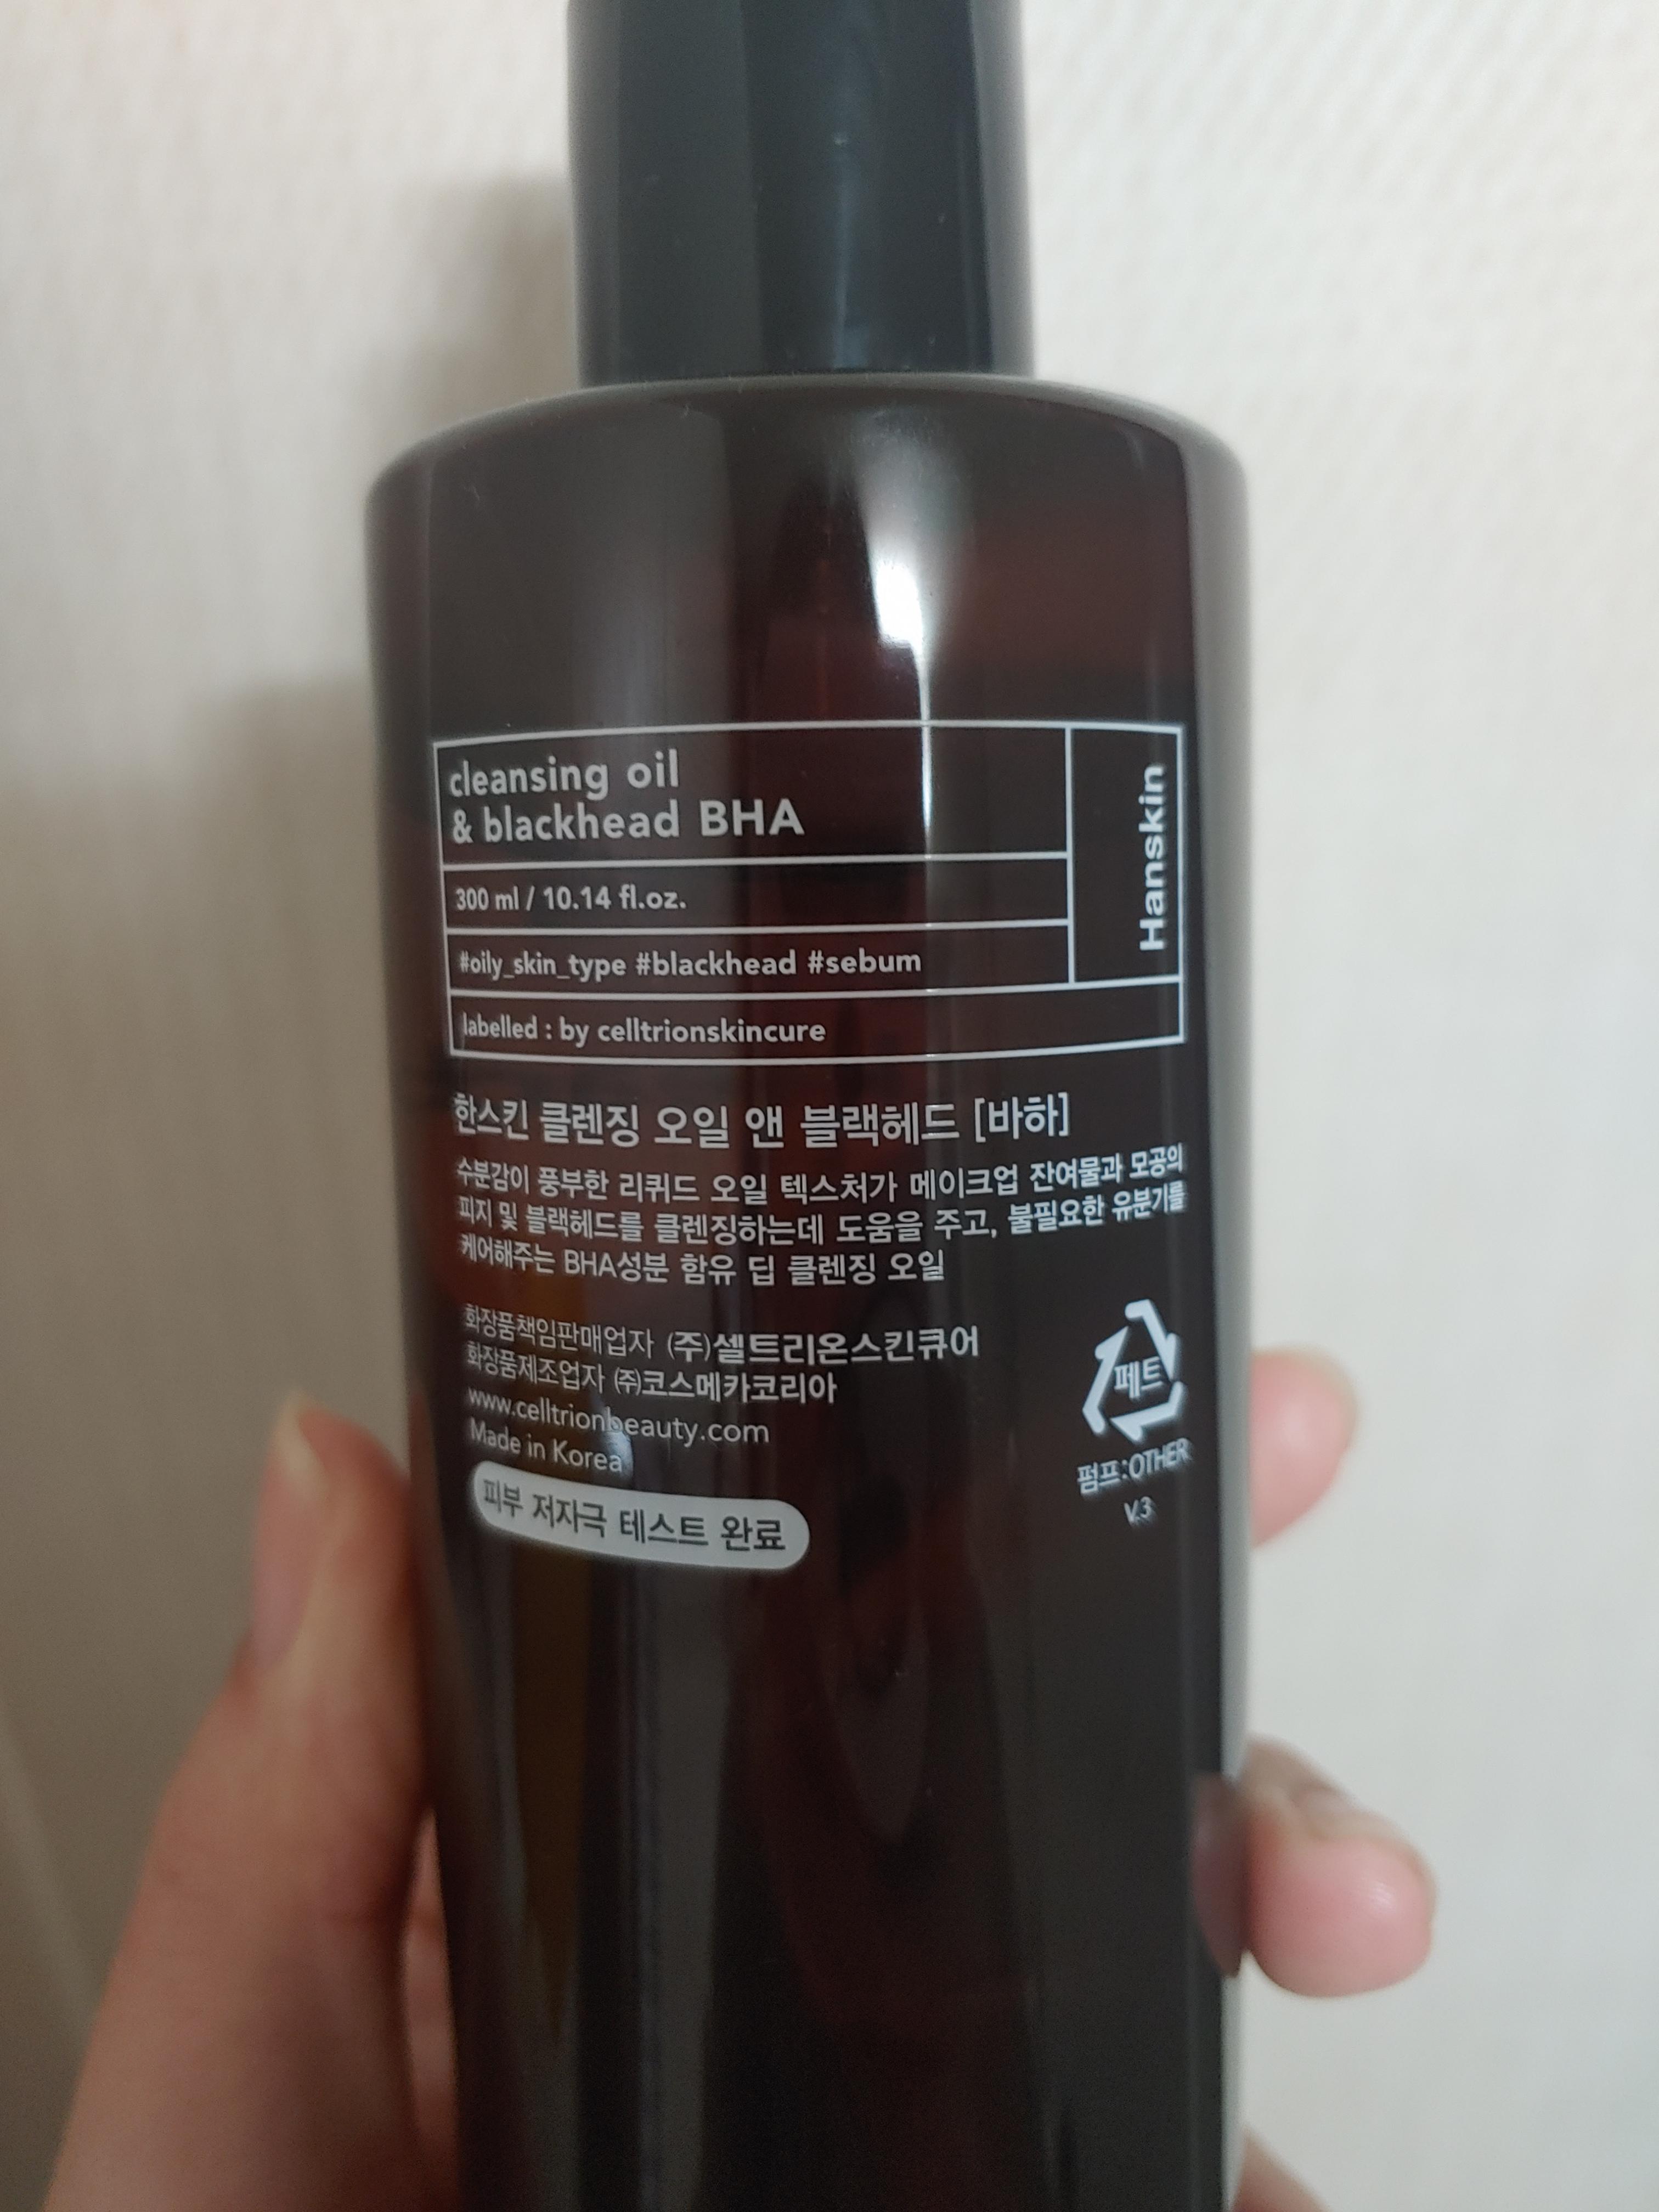 cleansing oil
& blackhead BHA
Hanskin
300 ml / 10.14 fl.oz.
#oily_skin_type #blackhead #sebum
labelled : by celltrionskincure
한스킨 클렌징 오일 앤 블랙헤드 [바하]
수분감이 풍부한 리퀴드 오일 텍스처가 메이크업 잔여물과 모공의
피지 및 블랙헤드를 클렌징하는데 도움을 주고, 불필요한 유분기를
케어해주는 BHA성분 함유 딥 클렌징 오일
화장품책임판매업자 (주)셀트리온스킨큐어
화장품제조업자 ㈜코스메카코리아
www.celltrionbeauty.com
Made in Korea
피부 저자극 테스트 완료
페트
펌프:OTHER
V.3